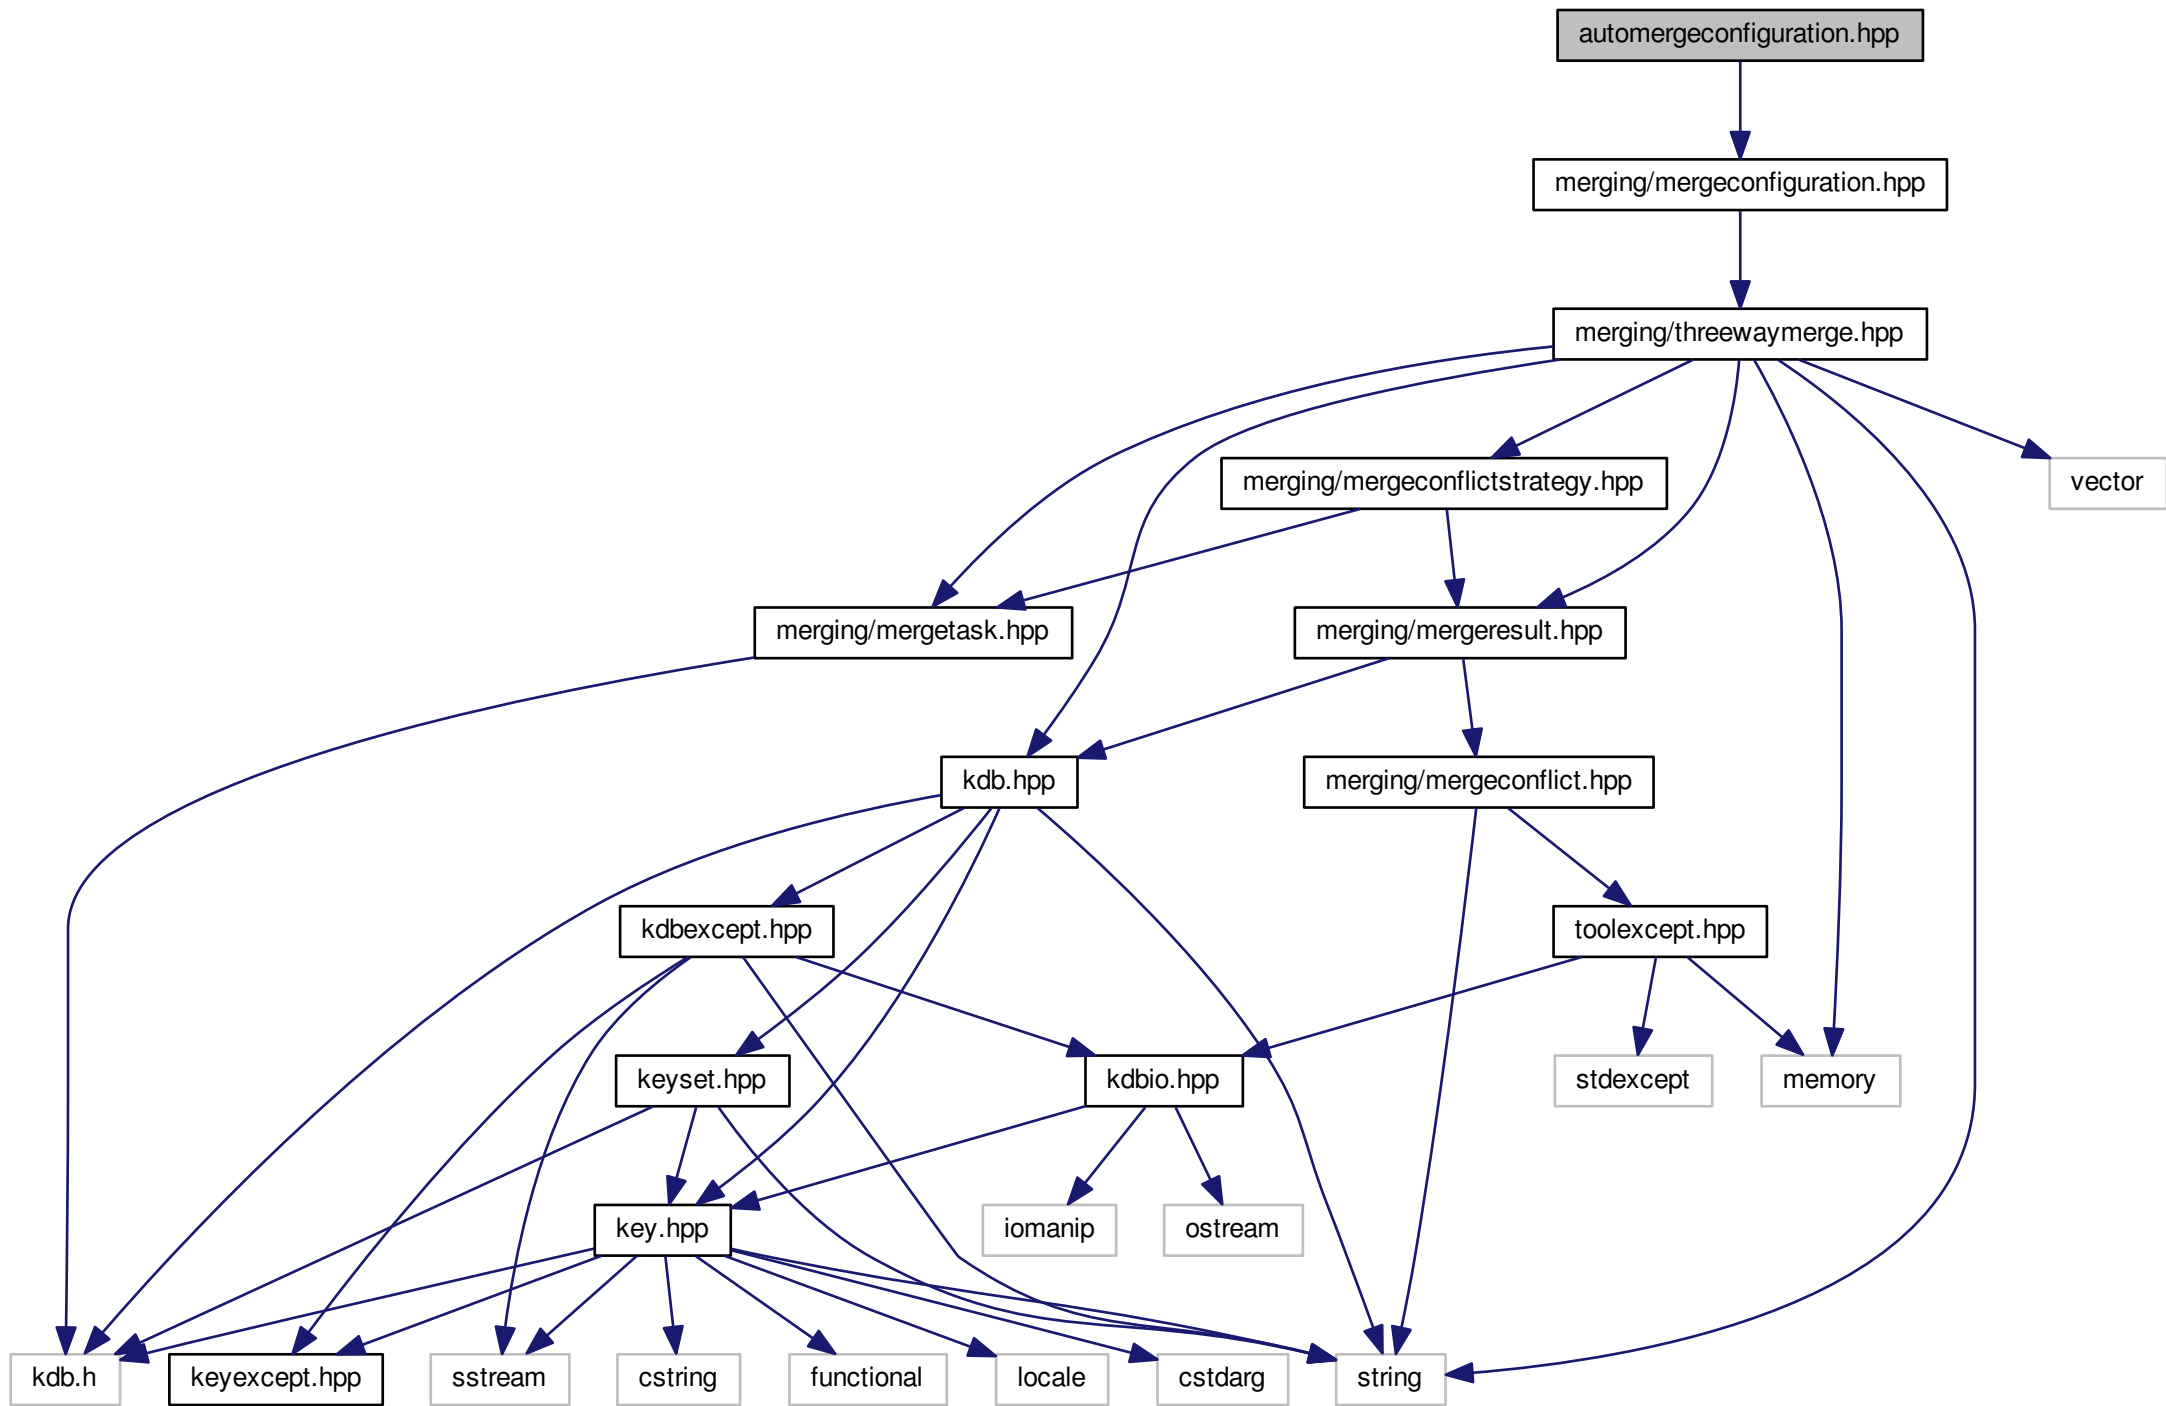 automergeconfiguration.hpp
merging/mergeconfiguration.hpp
merging/threewaymerge.hpp
merging/mergeconflictstrategy.hpp
vector
merging/mergetask.hpp
merging/mergeresult.hpp
kdb.hpp
merging/mergeconflict.hpp
kdbexcept.hpp
toolexcept.hpp
keyset.hpp
kdbio.hpp
stdexcept
memory
key.hpp
iomanip
ostream
kdb.h
keyexcept.hpp
sstream
cstring
functional
locale
cstdarg
string